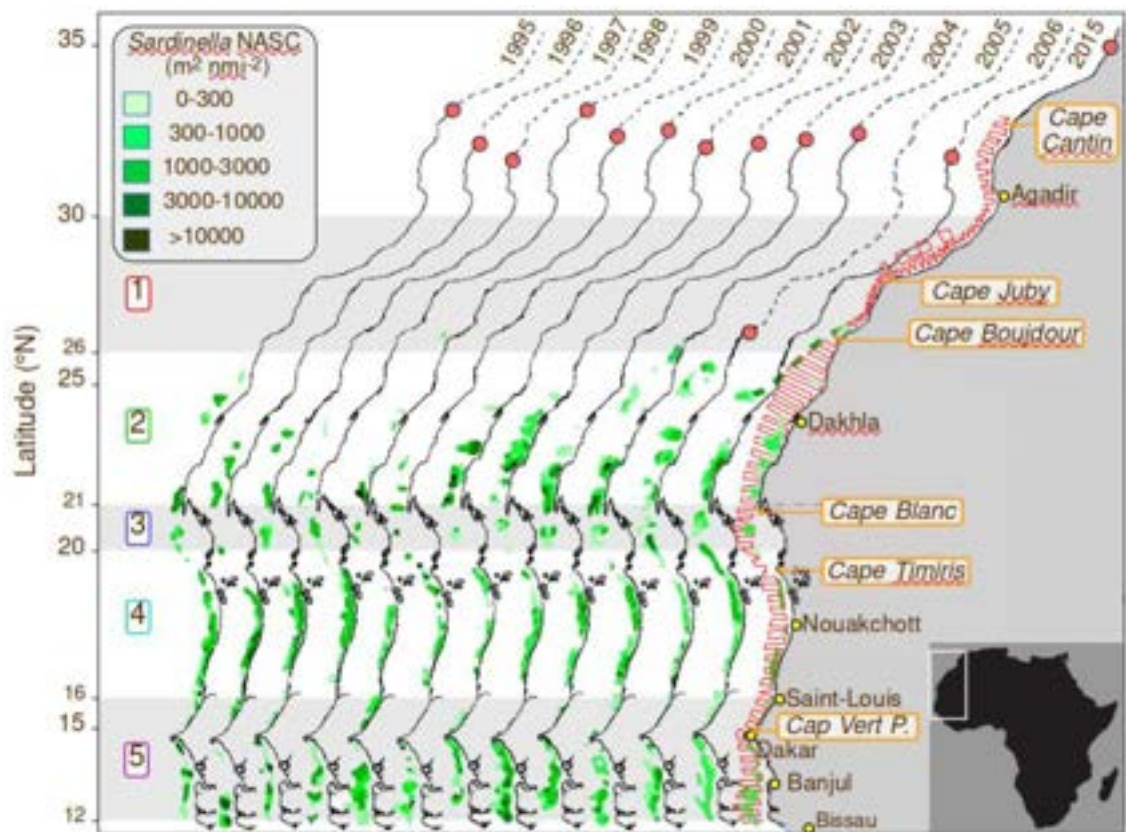 Sardinella NASC
(m² nmi⁻²)
0-300
300-1000
1000-3000
3000-10000
>10000
1995
1996
1997
1998
1999
2000
2001
2002
2003
2004
2005
2006
2015
Latitude (°N)
35
30
26
25
21
20
16
15
12
1
2
3
4
5
Cape
Cantin
Agadir
Cape Juby
Cape Boujdour
Dakhla
Cape Blanc
Cape Timiris
Nouakchott
Saint-Louis
Cap Vert P.
Dakar
Banjul
Bissau